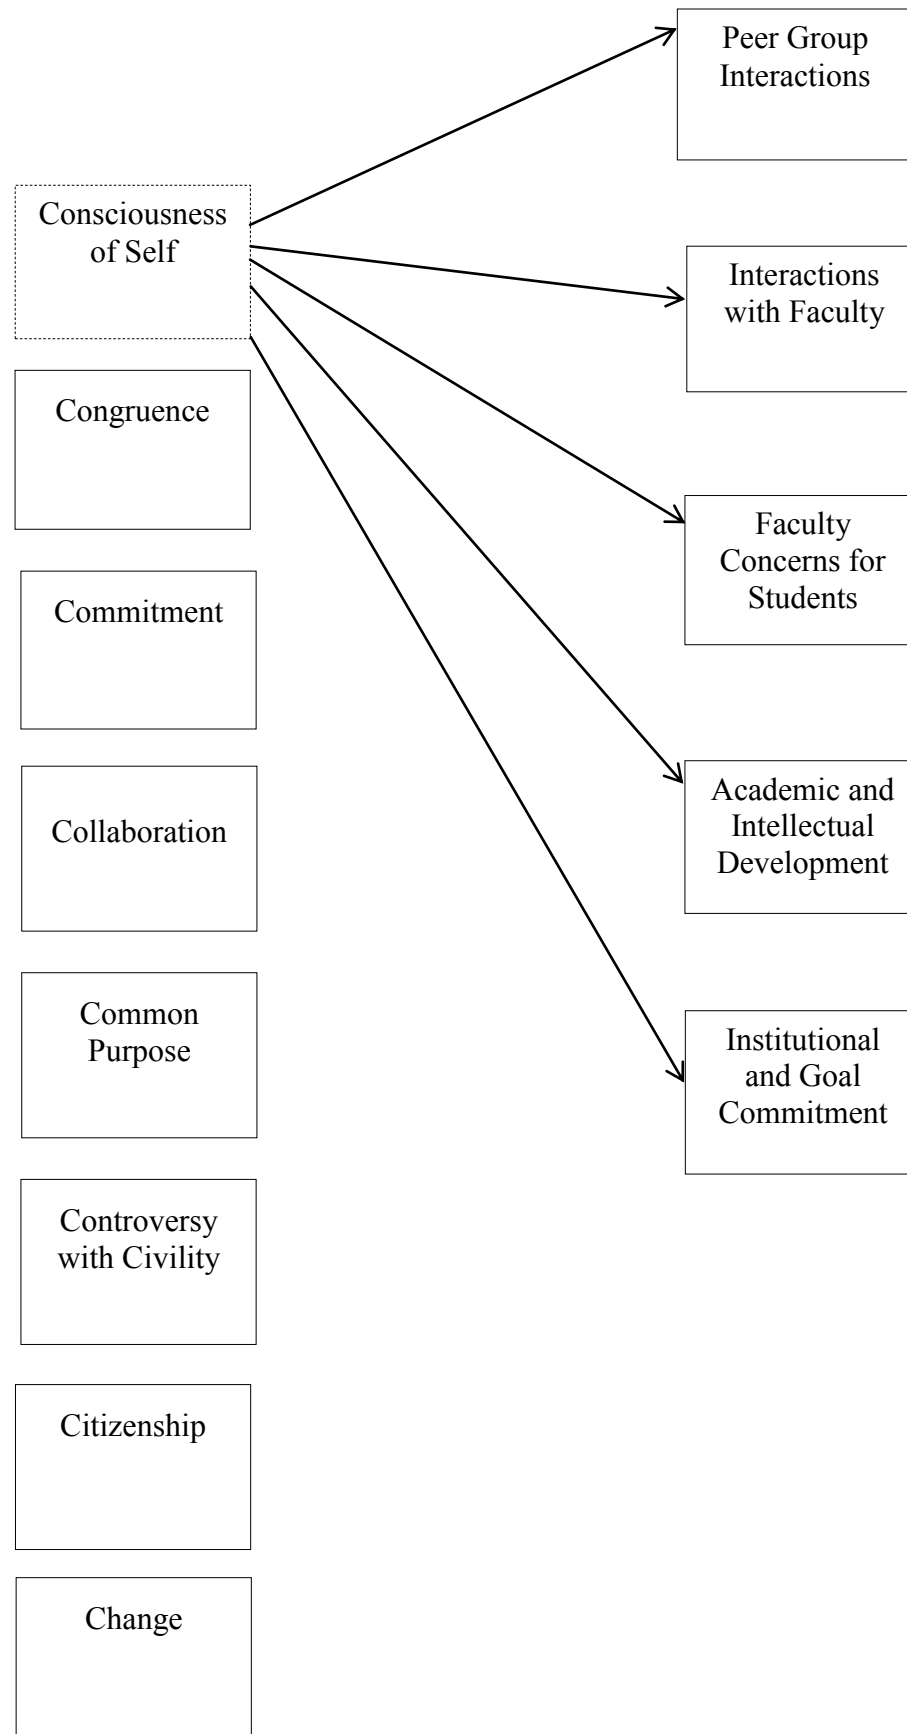 Peer Group
Interactions
Consciousness
of Self
Interactions
with Faculty
Congruence
Faculty
Concerns for
Students
Commitment
Academic and
Intellectual
Development
Collaboration
Common
Purpose
Institutional
and Goal
Commitment
Controversy
with Civility
Citizenship
Change